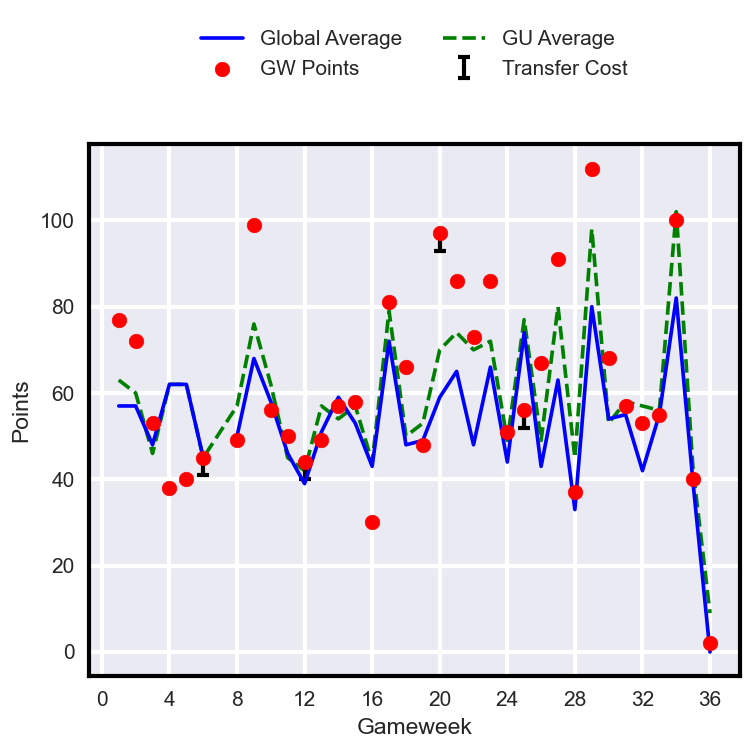 Global Average
GU Average
GW Points
Transfer Cost
Points
100
80
60
40
20
0
0 4 8 12 16 20 24 28 32 36
Gameweek